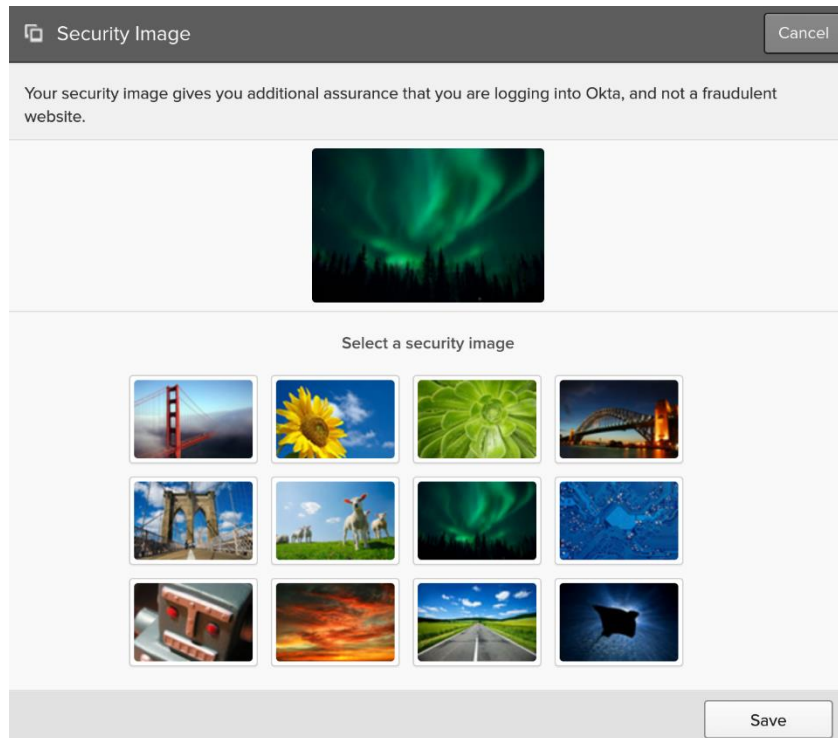 Security Image
Cancel
Your security image gives you additional assurance that you are logging into Okta, and not a fraudulent
website.
Select a security image
Save